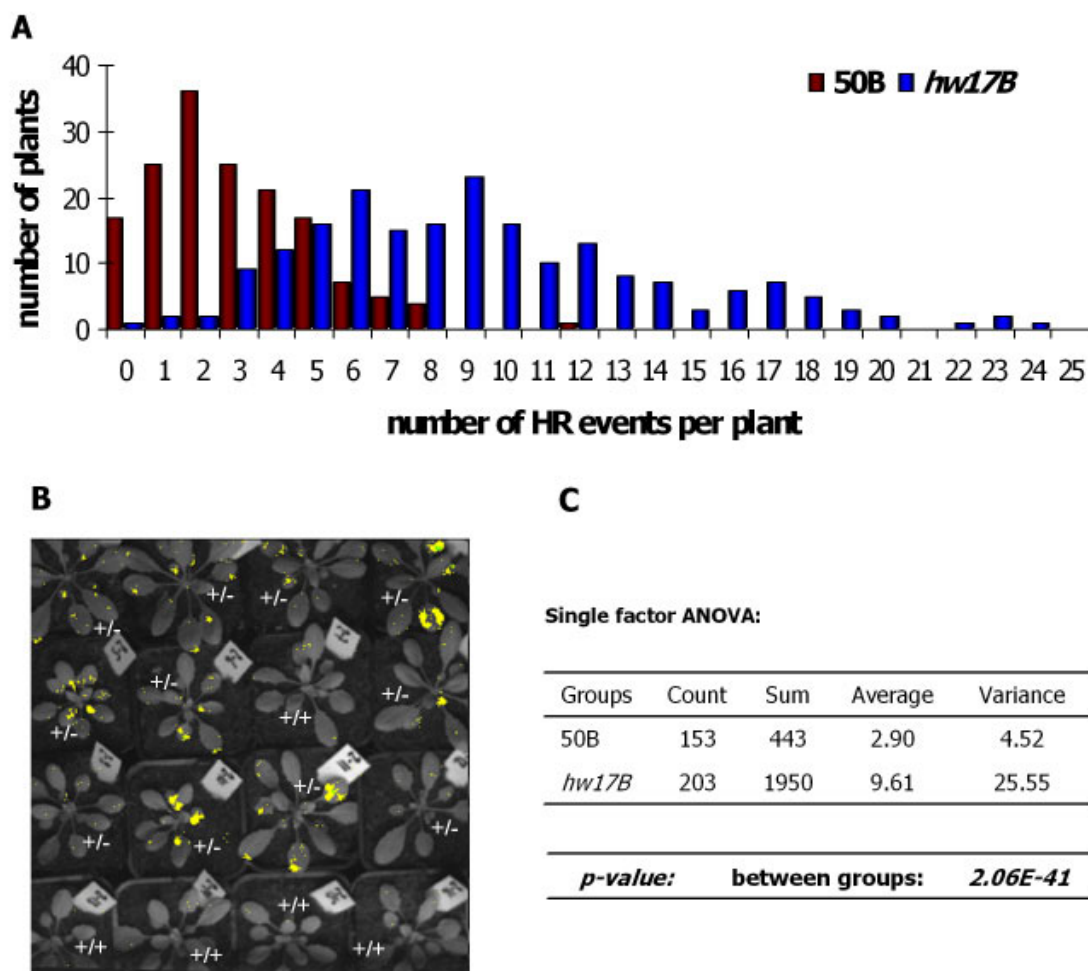 A
40
30
20
10
0
number of plants
50B hw17B
0 1 2 3 4 5 6 7 8 9 10 11 12 13 14 15 16 17 18 19 20 22 23 24 25
number of HR events per plant
B
+/- +/- +/- +/-
+/- +/- +/+ +/-
+/- +/- +/- +/-
+/+ +/+ +/+ +/+
C
Single factor ANOVA:
Groups Count Sum Average Variance
50B 153 443 2.90 4.52
hw17B 203 1950 9.61 25.55
p-value: between groups: 2.06E-41